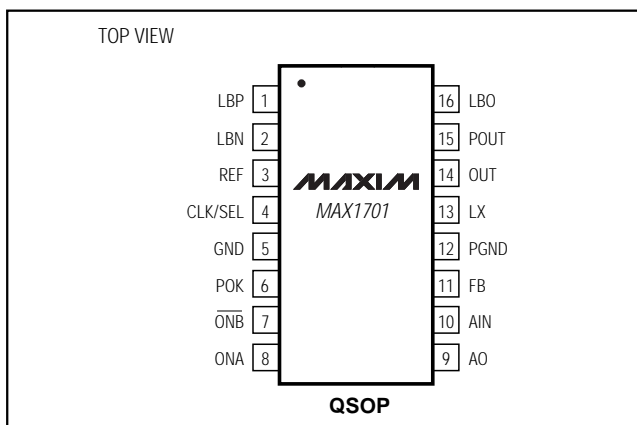 TOP VIEW
LBP 1
LBN 2
REF 3
CLK/SEL 4
GND 5
POK 6
O̅N̅B̅ 7
ONA 8
MAXIM
MAX1701
16 LBO
15 POUT
14 OUT
13 LX
12 PGND
11 FB
10 AIN
9 AO
QSOP